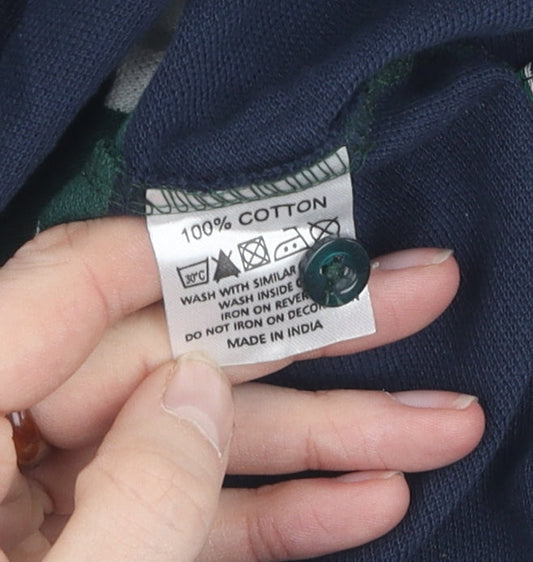 100% COTTON
30°C
WASH WITH SIMILAR
WASH INSIDE
IRON ON REVER
DO NOT IRON ON DECO
MADE IN INDIA